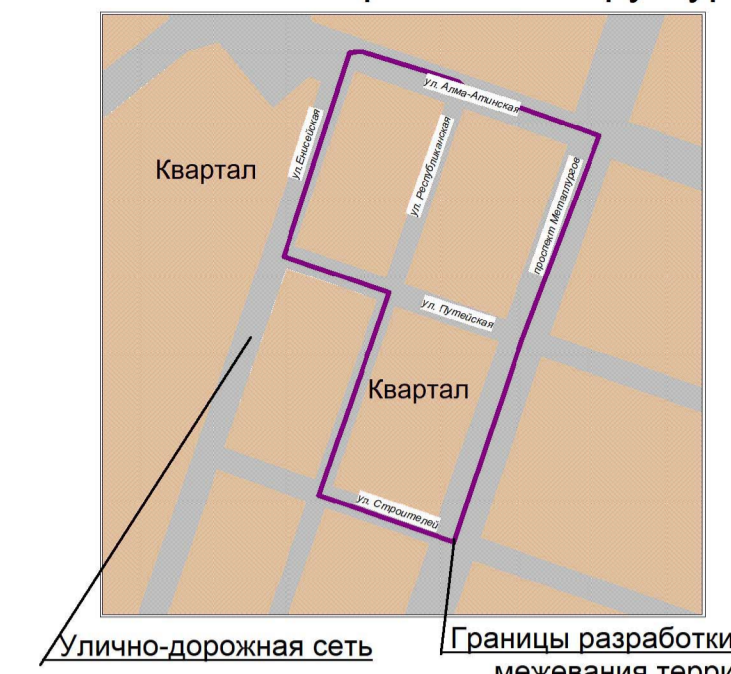 ул. Алма-Атинская
ул.Енисейская
ул. Республиканская
проспект Металлургов
Квартал
ул. Путейская
Квартал
ул. Строителей
Улично-дорожная сеть
Границы разработки